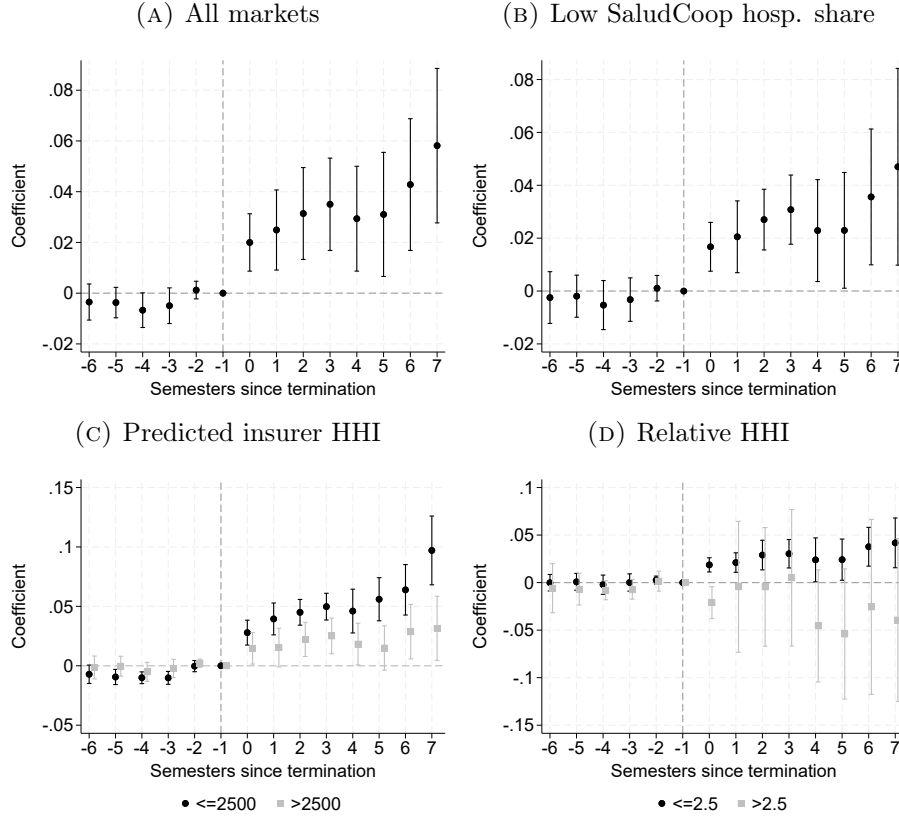 (A) All markets
.08
.06
.04
.02
0
-.02
Coefficient
-6 -5 -4 -3 -2 -1 0 1 2 3 4 5 6 7
Semesters since termination
(B) Low SaludCoop hosp. share
.08
.06
.04
.02
0
-.02
Coefficient
-6 -5 -4 -3 -2 -1 0 1 2 3 4 5 6 7
Semesters since termination
(C) Predicted insurer HHI
.15
.1
.05
0
-.05
Coefficient
-6 -5 -4 -3 -2 -1 0 1 2 3 4 5 6 7
Semesters since termination
<=2500 >2500
(D) Relative HHI
.1
.05
0
-.05
-.1
-.15
Coefficient
-6 -5 -4 -3 -2 -1 0 1 2 3 4 5 6 7
Semesters since termination
<=2.5 >2.5